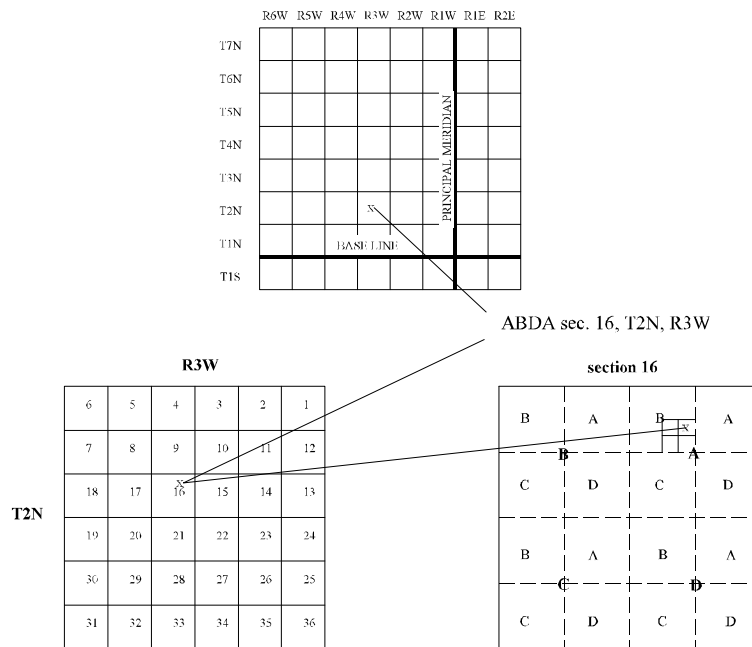 R6W R5W R4W R3W R2W R1W R1E R2E
T7N
T6N
T5N
T4N
T3N
T2N
T1N
T1S
PRINCIPAL MERIDIAN
X
BASE LINE
ABDA sec. 16, T2N, R3W
R3W
6 5 4 3 2 1
7 8 9 10 11 12
X
18 17 16 15 14 13
T2N
19 20 21 22 23 24
30 29 28 27 26 25
31 32 33 34 35 36
section 16
B A B A
X
B A
C D C D
B A B A
C D
C D C D